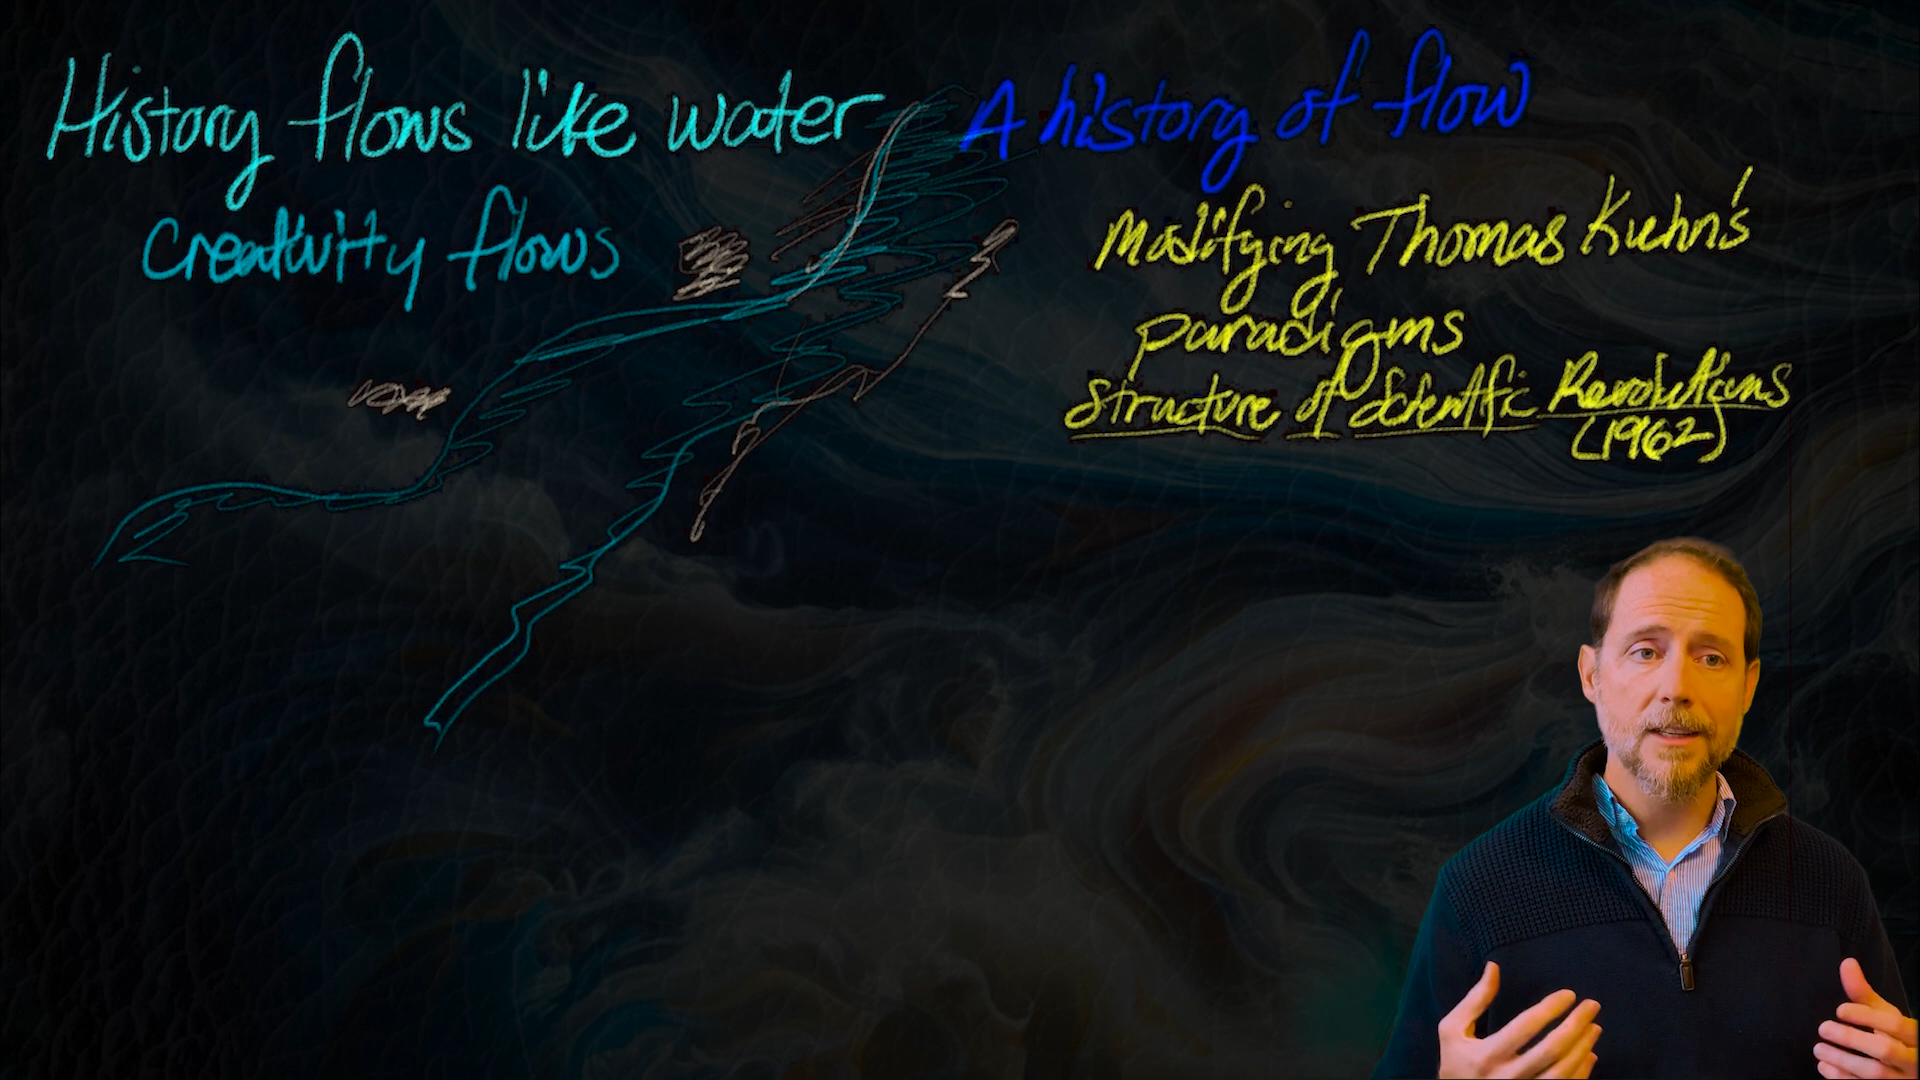 History flows like water
Creativity flows
A history of flow
Modifying Thomas Kuhn's
paradigms
Structure of Scientific Revolutions
(1962)